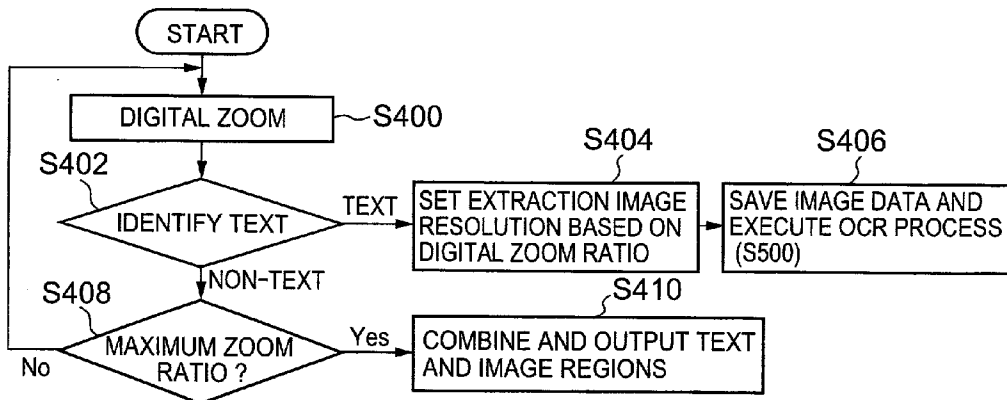 START
DIGITAL ZOOM
S400
S402
IDENTIFY TEXT
TEXT
S404
SET EXTRACTION IMAGE
RESOLUTION BASED ON
DIGITAL ZOOM RATIO
S406
SAVE IMAGE DATA AND
EXECUTE OCR PROCESS
(S500)
NON-TEXT
S408
MAXIMUM ZOOM
RATIO ?
No
Yes
S410
COMBINE AND OUTPUT TEXT
AND IMAGE REGIONS